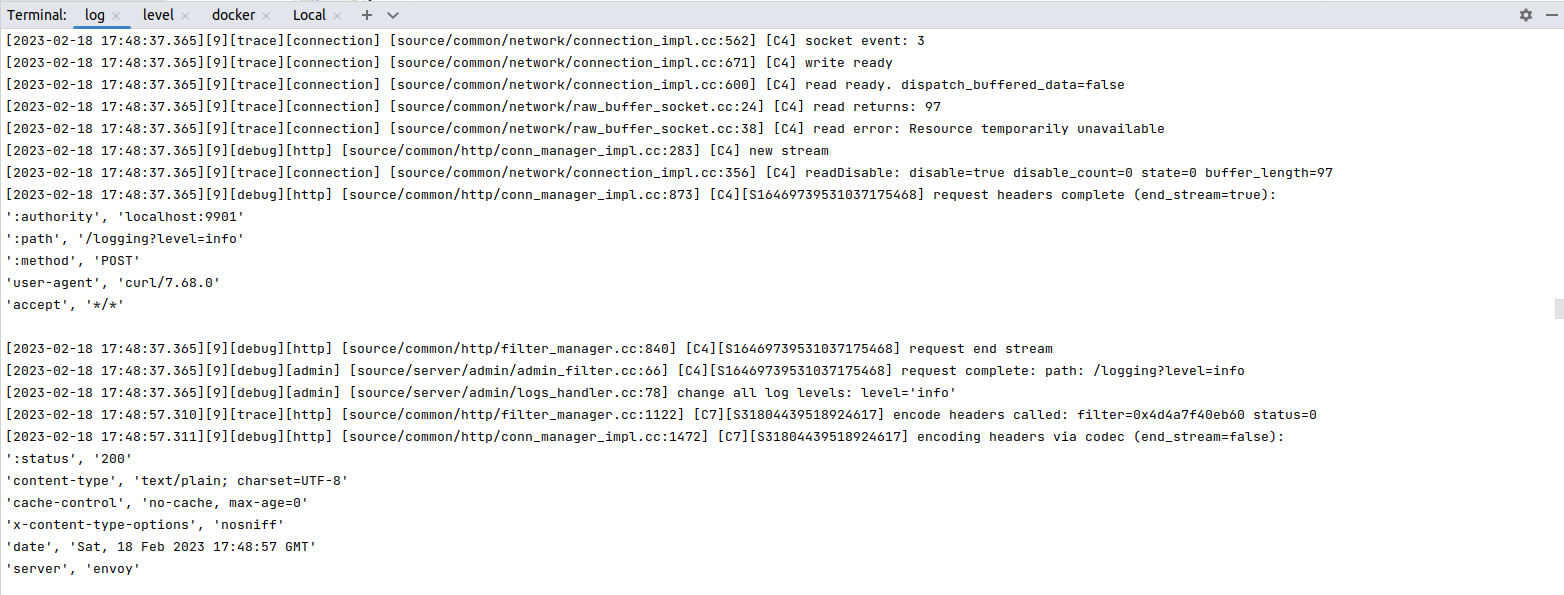 Terminal: log × level × docker × Local × +
[2023-02-18 17:48:37.365][9][trace][connection] [source/common/network/connection_impl.cc:562] [C4] socket event: 3
[2023-02-18 17:48:37.365][9][trace][connection] [source/common/network/connection_impl.cc:671] [C4] write ready
[2023-02-18 17:48:37.365][9][trace][connection] [source/common/network/connection_impl.cc:600] [C4] read ready. dispatch_buffered_data=false
[2023-02-18 17:48:37.365][9][trace][connection] [source/common/network/raw_buffer_socket.cc:24] [C4] read returns: 97
[2023-02-18 17:48:37.365][9][trace][connection] [source/common/network/raw_buffer_socket.cc:38] [C4] read error: Resource temporarily unavailable
[2023-02-18 17:48:37.365][9][debug][http] [source/common/http/conn_manager_impl.cc:283] [C4] new stream
[2023-02-18 17:48:37.365][9][trace][connection] [source/common/network/connection_impl.cc:356] [C4] readDisable: disable=true disable_count=0 state=0 buffer_length=97
[2023-02-18 17:48:37.365][9][debug][http] [source/common/http/conn_manager_impl.cc:873] [C4][S16469739531037175468] request headers complete (end_stream=true):
':authority', 'localhost:9901'
':path', '/logging?level=info'
':method', 'POST'
'user-agent', 'curl/7.68.0'
'accept', '*/*'
[2023-02-18 17:48:37.365][9][debug][http] [source/common/http/filter_manager.cc:840] [C4][S16469739531037175468] request end stream
[2023-02-18 17:48:37.365][9][debug][admin] [source/server/admin/admin_filter.cc:66] [C4][S16469739531037175468] request complete: path: /logging?level=info
[2023-02-18 17:48:37.365][9][debug][admin] [source/server/admin/logs_handler.cc:78] change all log levels: level='info'
[2023-02-18 17:48:57.310][9][trace][http] [source/common/http/filter_manager.cc:1122] [C7][S31804439518924617] encode headers called: filter=0x4d4a7f40eb60 status=0
[2023-02-18 17:48:57.311][9][debug][http] [source/common/http/conn_manager_impl.cc:1472] [C7][S31804439518924617] encoding headers via codec (end_stream=false):
':status', '200'
'content-type', 'text/plain; charset=UTF-8'
'cache-control', 'no-cache, max-age=0'
'x-content-type-options', 'nosniff'
'date', 'Sat, 18 Feb 2023 17:48:57 GMT'
'server', 'envoy'